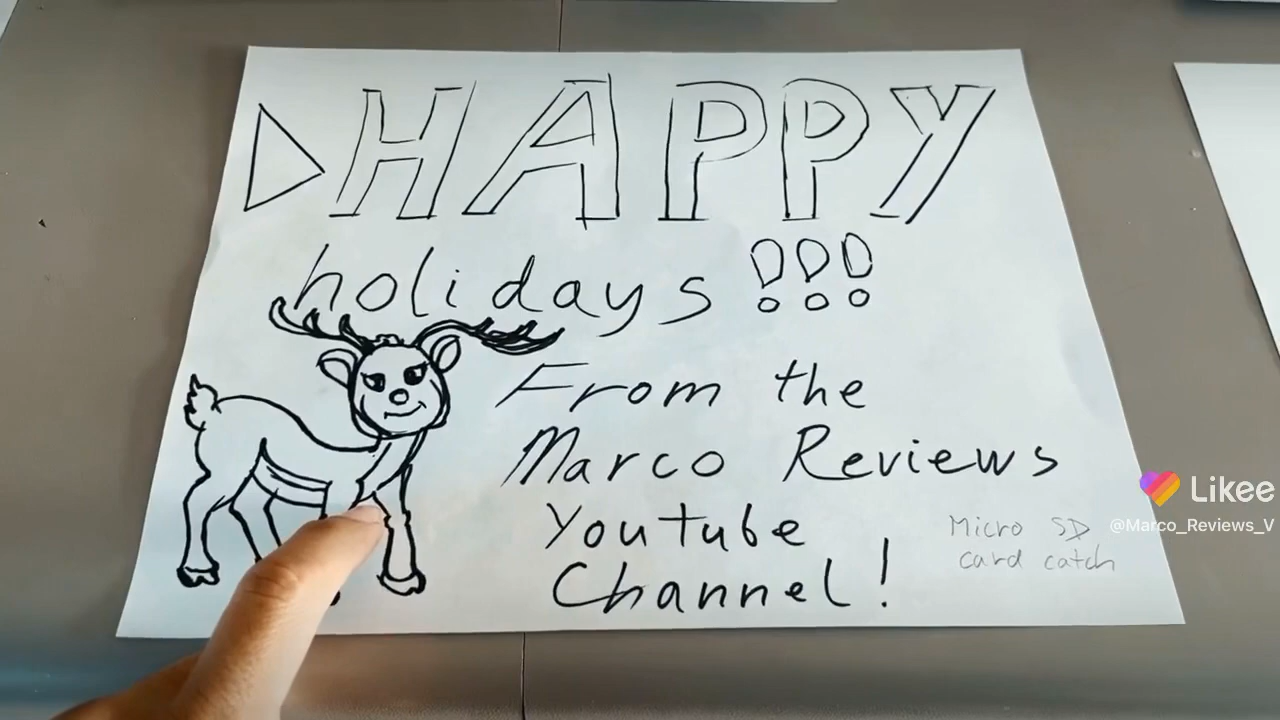 HAPPY
holidays!!!
From the
Marco Reviews
Youtube
Channel!
Micro SD
card catch
Likee
@Marco_Reviews_V